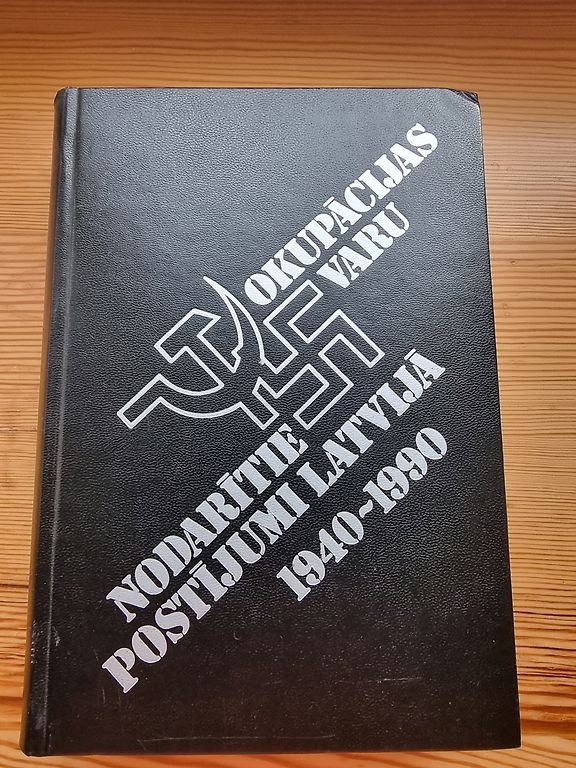 OKUPĀCIJAS
VARU
NODARĪTIE
POSTĪJUMI LATVIJĀ
1940~1990